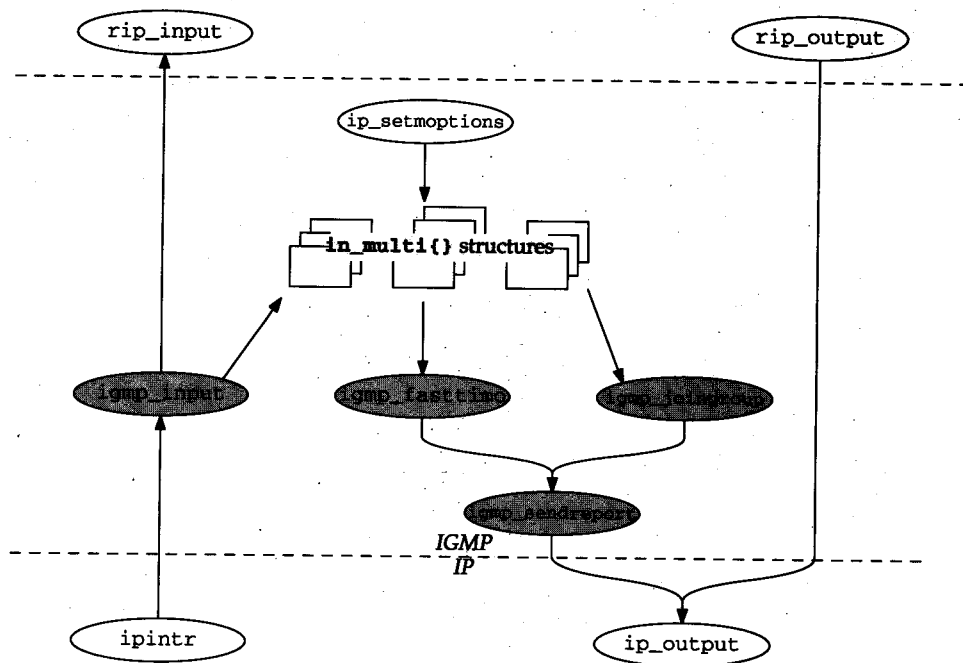 rip_input
rip_output
ip_setmoptions
in_multi{} structures
igmp_input
igmp_fasttimo
igmp_joingroup
igmp_sendreport
IGMP
IP
ipintr
ip_output